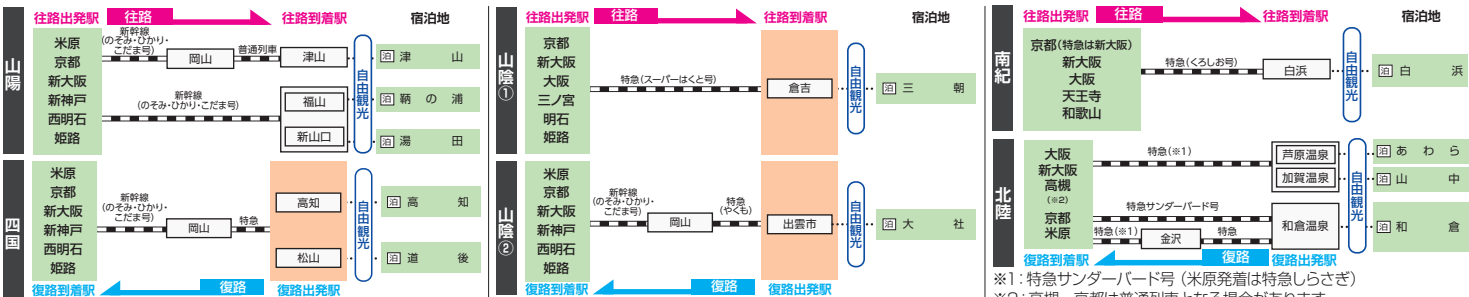 往路出発駅 往路 往路到着駅 宿泊地
山陽
米原
京都
新大阪
新神戸
西明石
姫路
新幹線
(のぞみ・ひかり・
こだま号)
岡山
普通列車
津山
泊 津山
新幹線
(のぞみ・ひかり・こだま号)
福山
新山口
自由観光
泊 鞆の浦
泊 湯田
四国
米原
京都
新大阪
新神戸
西明石
姫路
新幹線
(のぞみ・ひかり・
こだま号)
岡山
特急
高知
松山
自由観光
泊 高知
泊 道後
復路到着駅 復路 復路出発駅
往路出発駅 往路 往路到着駅 宿泊地
山陰①
京都
新大阪
大阪
三ノ宮
明石
姫路
特急(スーパーはくと号)
倉吉
自由観光
泊 三朝
山陰②
米原
京都
新大阪
新神戸
西明石
姫路
新幹線
(のぞみ・ひかり・
こだま号)
岡山
特急
(やくも)
出雲市
自由観光
泊 大社
復路到着駅 復路 復路出発駅
往路出発駅 往路 往路到着駅 宿泊地
南紀
京都(特急は新大阪)
新大阪
大阪
天王寺
和歌山
特急(くろしお号)
白浜
自由観光
泊 白浜
北陸
大阪
新大阪
高槻
(※2)
京都
米原
特急(※1)
芦原温泉
加賀温泉
特急サンダーバード号
特急(※1)
金沢
特急
和倉温泉
自由観光
泊 あわら
泊 山中
泊 和倉
復路到着駅 復路 復路出発駅
※1:特急サンダーバード号(米原発着は特急しらさぎ)
※2:高槻、京都は普通列車となる場合があります